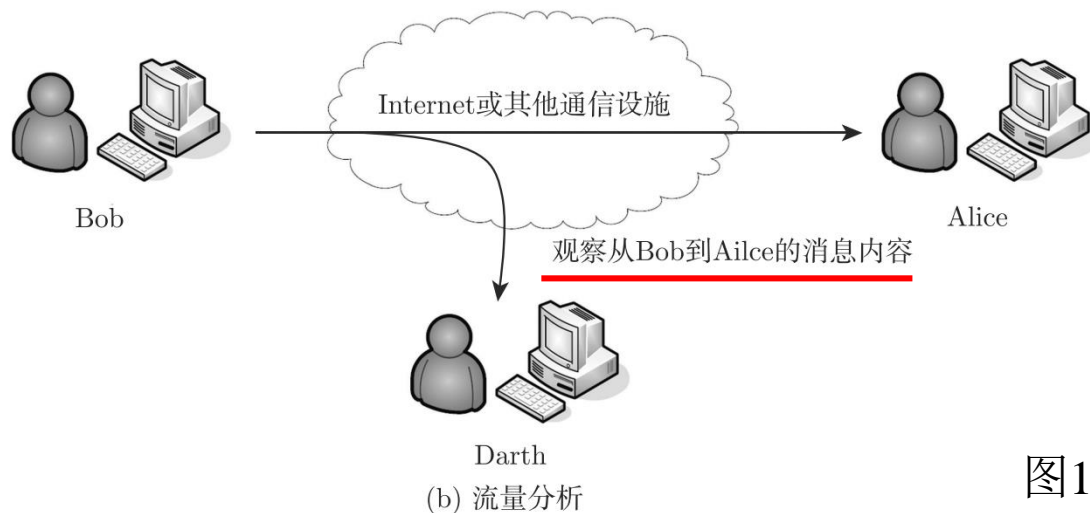 Internet或其他通信设施
Bob
Alice
观察从Bob到Ailce的消息内容
Darth
(b) 流量分析
图1